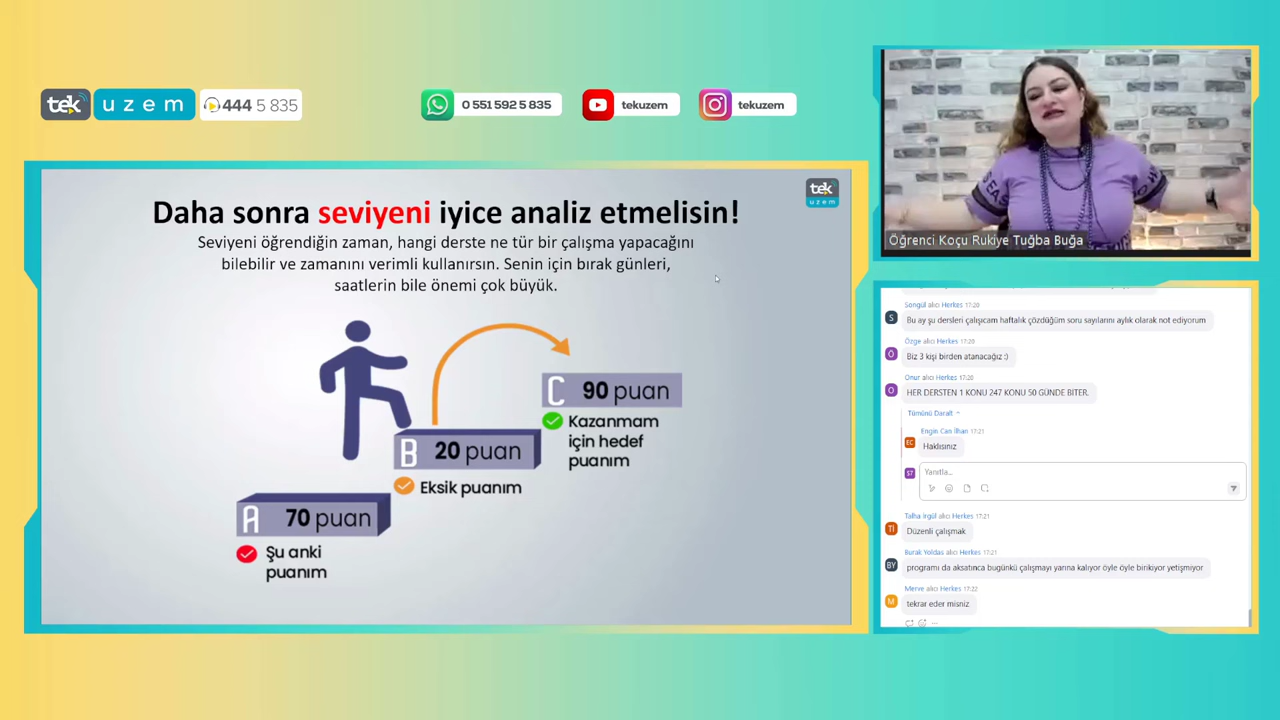 tek uzem 444 5 835
0 551 592 5 835
tekuzem
tekuzem
tek
uzem
Daha sonra seviyeni iyice analiz etmelisin!
Seviyeni öğrendiğin zaman, hangi derste ne tür bir çalışma yapacağını
bilebilir ve zamanını verimli kullanırsın. Senin için bırak günleri,
saatlerin bile önemi çok büyük.
C 90 puan
Kazanmam
için hedef
puanım
B 20 puan
Eksik puanım
A 70 puan
Şu anki
puanım
Öğrenci Koçu Rukiye Tuğba Buğa
Songül alıcı Herkes 17:20
S
Bu ay şu dersleri çalışıcam haftalık çözdüğüm soru sayılarını aylık olarak not ediyorum
Özge alıcı Herkes 17:20
Ö
Biz 3 kişi birden atanacağız :)
Onur alıcı Herkes 17:20
O
HER DERSTEN 1 KONU 247 KONU 50 GÜNDE BITER.
Tümünü Daralt
Engin Can İlhan 17:21
EC
Haklısınız
Yanıtla...
Talha İrgül alıcı Herkes 17:21
Tİ
Düzenli çalışmak
Burak Yoldas alıcı Herkes 17:21
BY
programı da aksatınca bugünkü çalışmayı yarına kalıyor öyle öyle birikiyor yetişmiyor
Merve alıcı Herkes 17:22
M
tekrar eder misniz